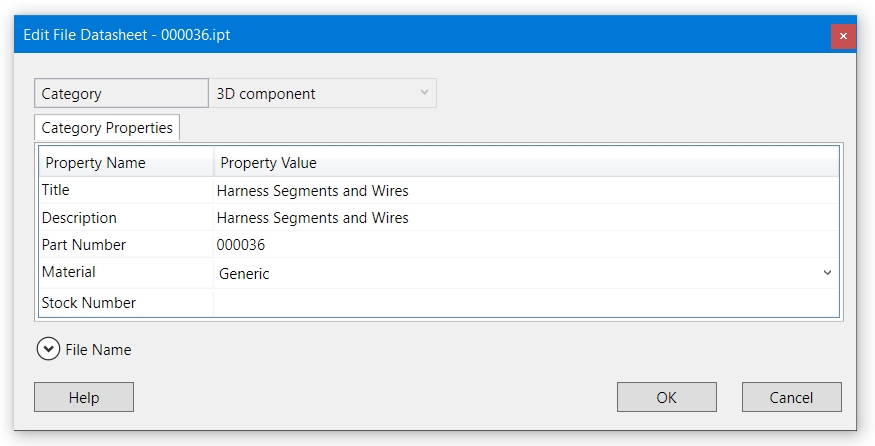 Edit File Datasheet - 000036.ipt
Category 3D component
Category Properties
Property Name Property Value
Title Harness Segments and Wires
Description Harness Segments and Wires
Part Number 000036
Material Generic
Stock Number
File Name
Help OK Cancel